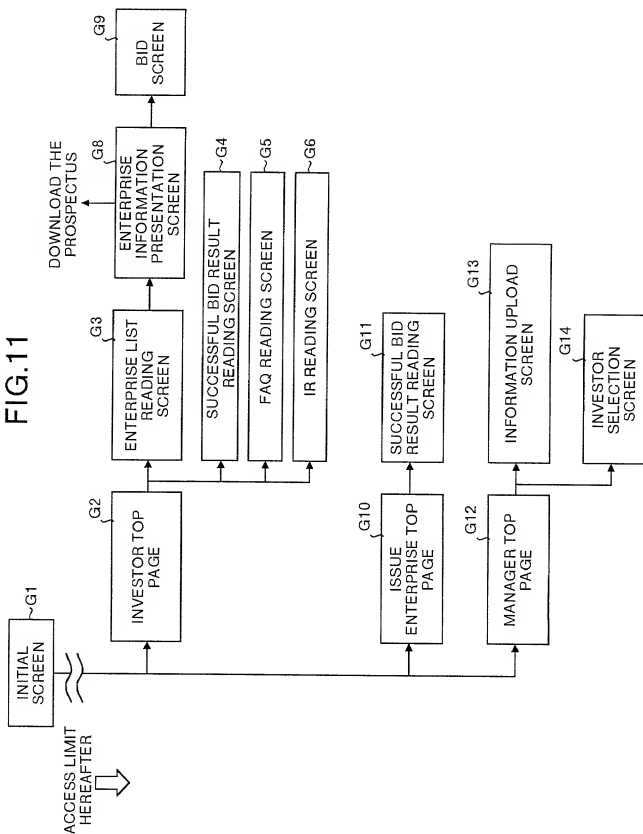 FIG.11
ACCESS LIMIT
HEREAFTER
INITIAL
SCREEN
G1
INVESTOR TOP
PAGE
G2
ENTERPRISE LIST
READING
SCREEN
G3
DOWNLOAD THE
PROSPECTUS
ENTERPRISE
INFORMATION
PRESENTATION
SCREEN
G8
BID
SCREEN
G9
SUCCESSFUL BID RESULT
READING SCREEN
G4
FAQ READING SCREEN
G5
IR READING SCREEN
G6
ISSUE
ENTERPRISE TOP
PAGE
G10
SUCCESSFUL BID
RESULT READING
SCREEN
G11
MANAGER TOP
PAGE
G12
INFORMATION UPLOAD
SCREEN
G13
INVESTOR
SELECTION
SCREEN
G14